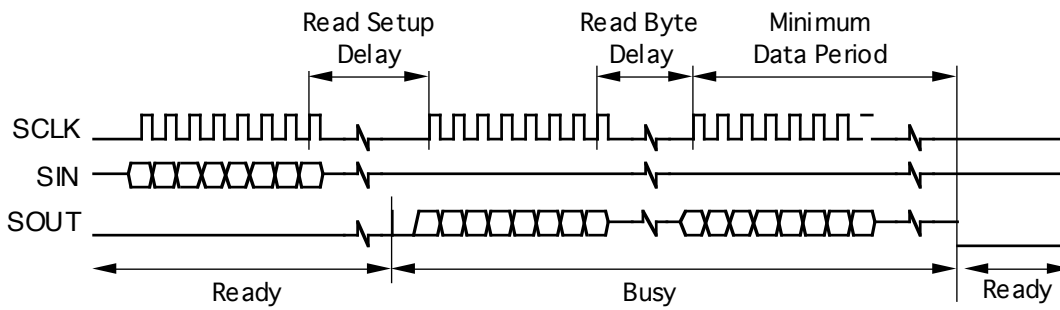 Read Setup
Delay
Read Byte
Delay
Minimum
Data Period
SCLK
SIN
SOUT
Ready
Busy
Ready